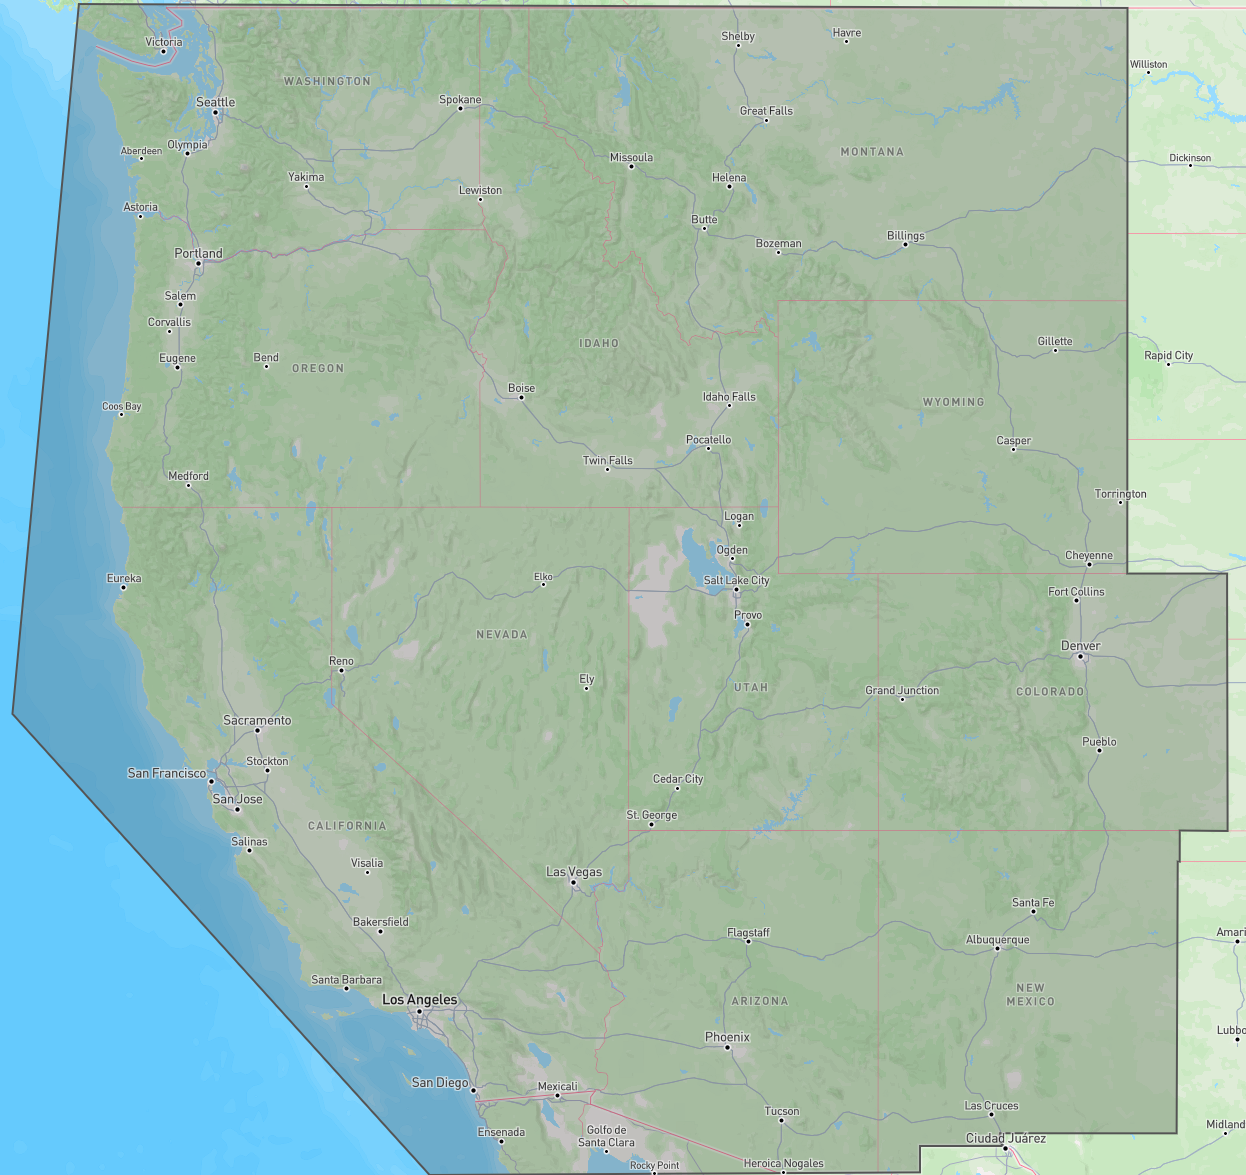 Victoria
Shelby
Havre
Williston
WASHINGTON
Seattle
Spokane
Great Falls
Aberdeen
Olympia
MONTANA
Missoula
Dickinson
Yakima
Lewiston
Helena
Astoria
Butte
Billings
Bozeman
Portland
Salem
Corvallis
IDAHO
Gillette
Eugene
Bend
OREGON
Rapid City
Boise
Idaho Falls
WYOMING
Coos Bay
Pocatello
Casper
Twin Falls
Medford
Torrington
Logan
Ogden
Cheyenne
Eureka
Elko
Salt Lake City
Fort Collins
Provo
NEVADA
Denver
Reno
Ely
UTAH
Grand Junction
COLORADO
Sacramento
Pueblo
Stockton
San Francisco
Cedar City
San Jose
St. George
CALIFORNIA
Salinas
Visalia
Las Vegas
Santa Fe
Bakersfield
Flagstaff
Albuquerque
Amari
Santa Barbara
Los Angeles
ARIZONA
NEW
MEXICO
Phoenix
Lubbo
San Diego
Mexicali
Las Cruces
Tucson
Midland
Ensenada
Golfo de
Santa Clara
Ciudad Juárez
Rocky Point
Heroica Nogales